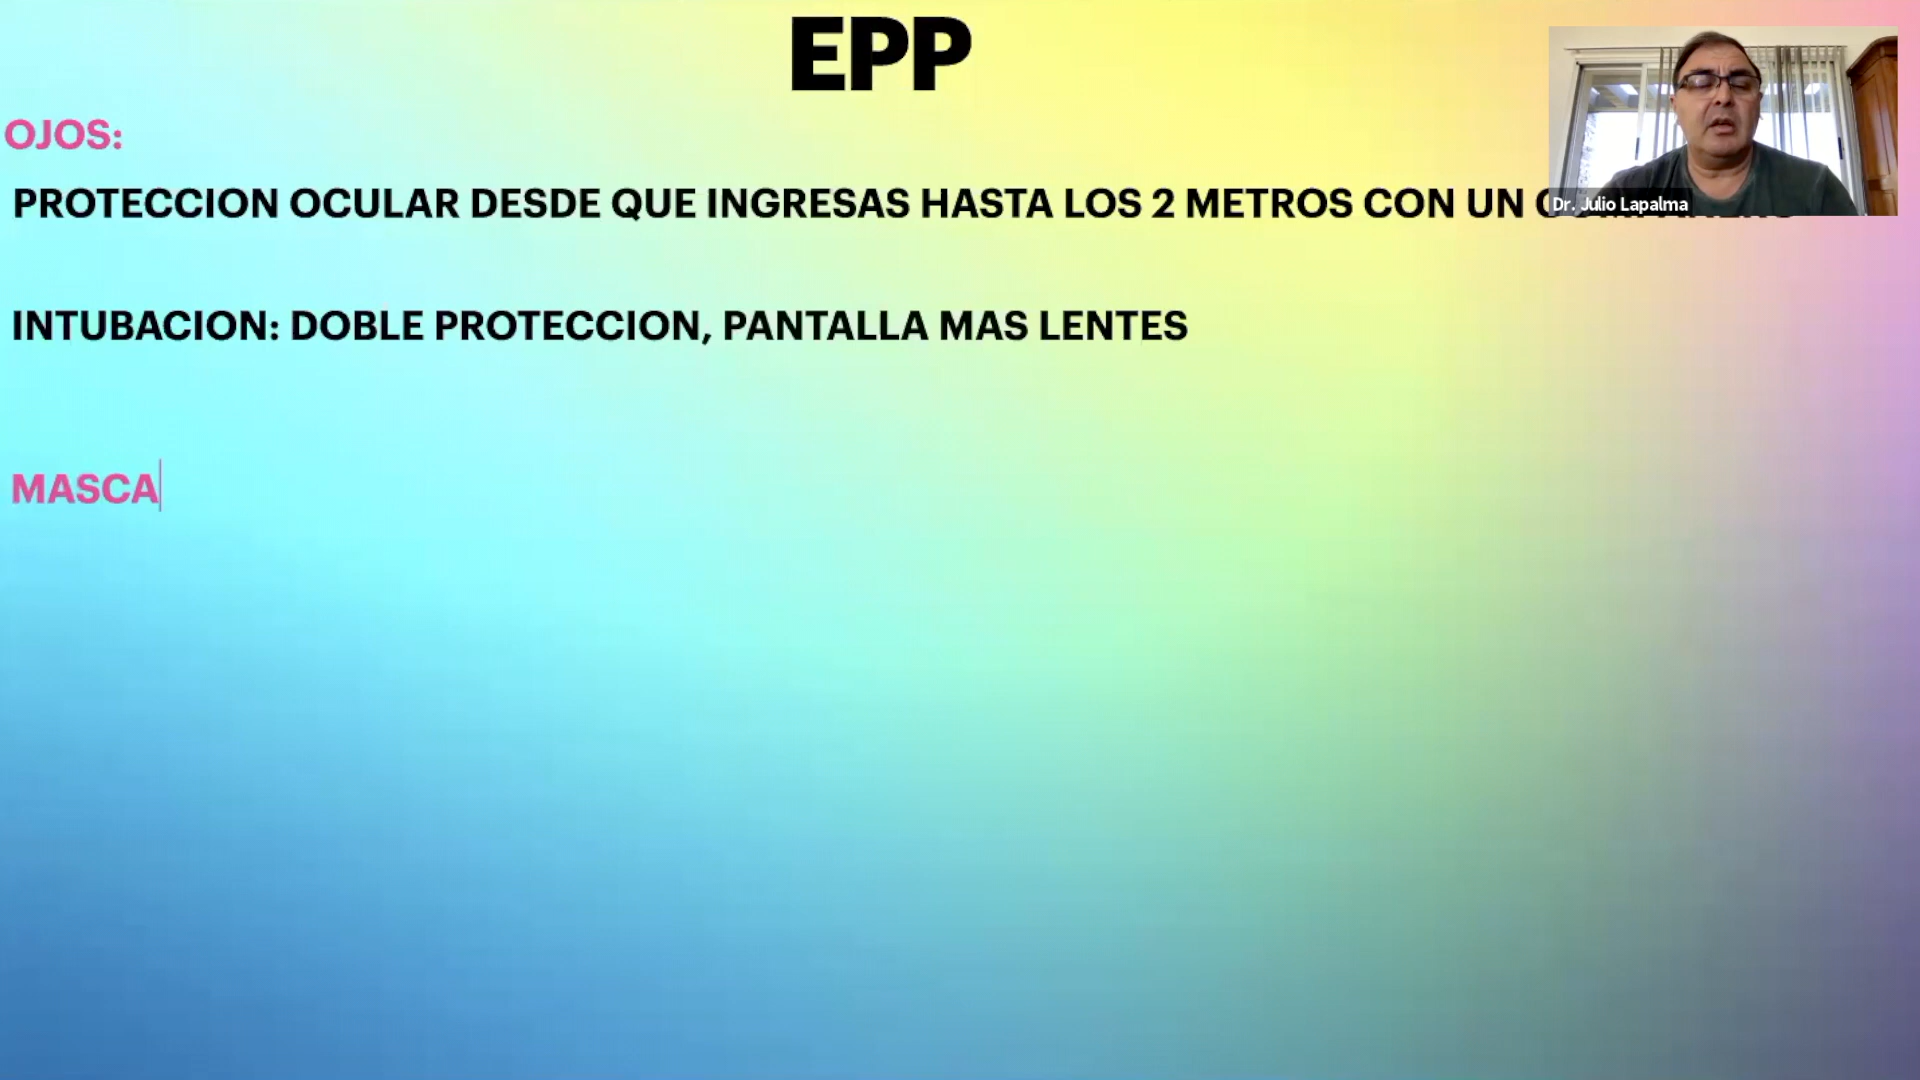 EPP
OJOS:
PROTECCION OCULAR DESDE QUE INGRESAS HASTA LOS 2 METROS CON UN
Dr. Julio Lapalma
INTUBACION: DOBLE PROTECCION, PANTALLA MAS LENTES
MASCA